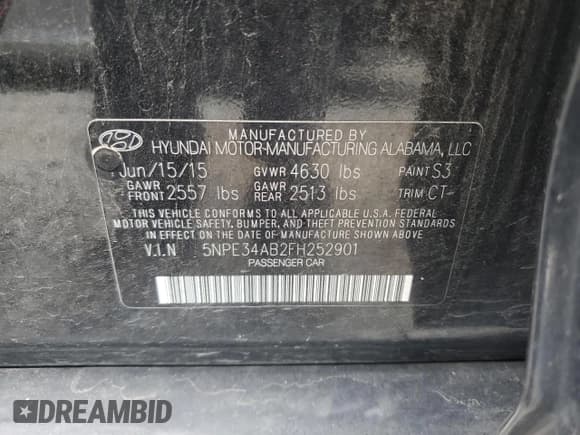 MANUFACTURED BY
HYUNDAI MOTOR-MANUFACTURING ALABAMA, LLC
Jun/15/15 GVWR 4630 lbs PAINT S3
GAWR FRONT 2557 lbs GAWR REAR 2513 lbs TRIM CT-
THIS VEHICLE CONFORMS TO ALL APPLICABLE U.S.A. FEDERAL
MOTOR VEHICLE SAFETY, BUMPER, AND THEFT PREVENTION STANDARDS
IN EFFECT ON THE DATE OF MANUFACTURE SHOWN ABOVE
V.I.N 5NPE34AB2FH252901
PASSENGER CAR
DREAMBID